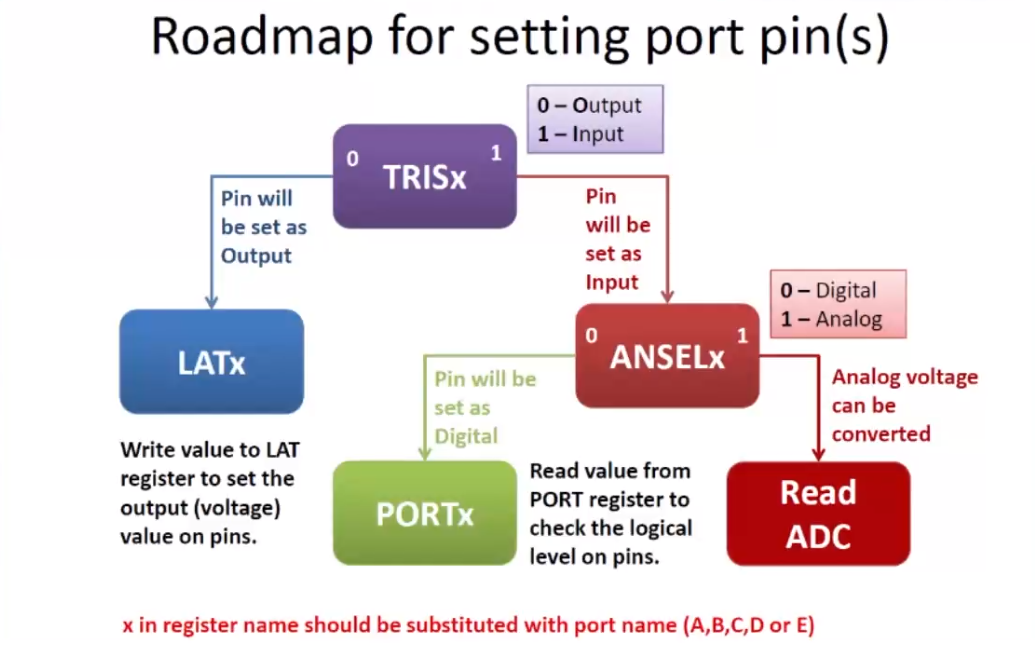 Roadmap for setting port pin(s)
0 – Output
1 – Input
0
1
TRISx
Pin will
be set as
Output
Pin
will be
set as
Input
0 – Digital
1 – Analog
LATx
0
1
ANSELx
Pin will be
set as
Digital
Analog voltage
can be
converted
Write value to LAT
register to set the
output (voltage)
value on pins.
PORTx
Read value from
PORT register to
check the logical
level on pins.
Read
ADC
x in register name should be substituted with port name (A,B,C,D or E)